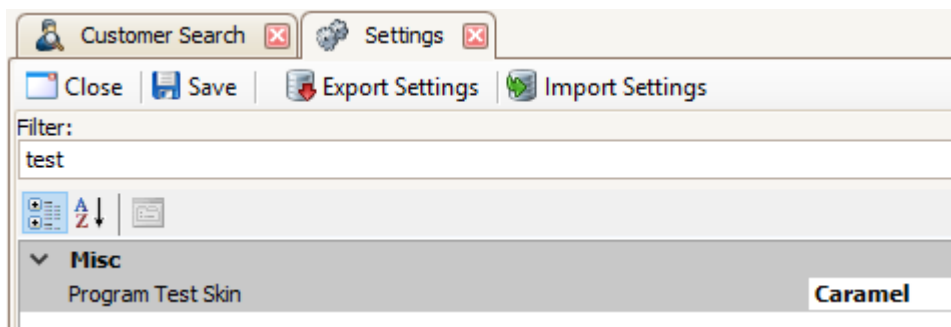 Customer Search Settings
Close Save Export Settings Import Settings
Filter:
test
A
Z
Misc
Program Test Skin Caramel